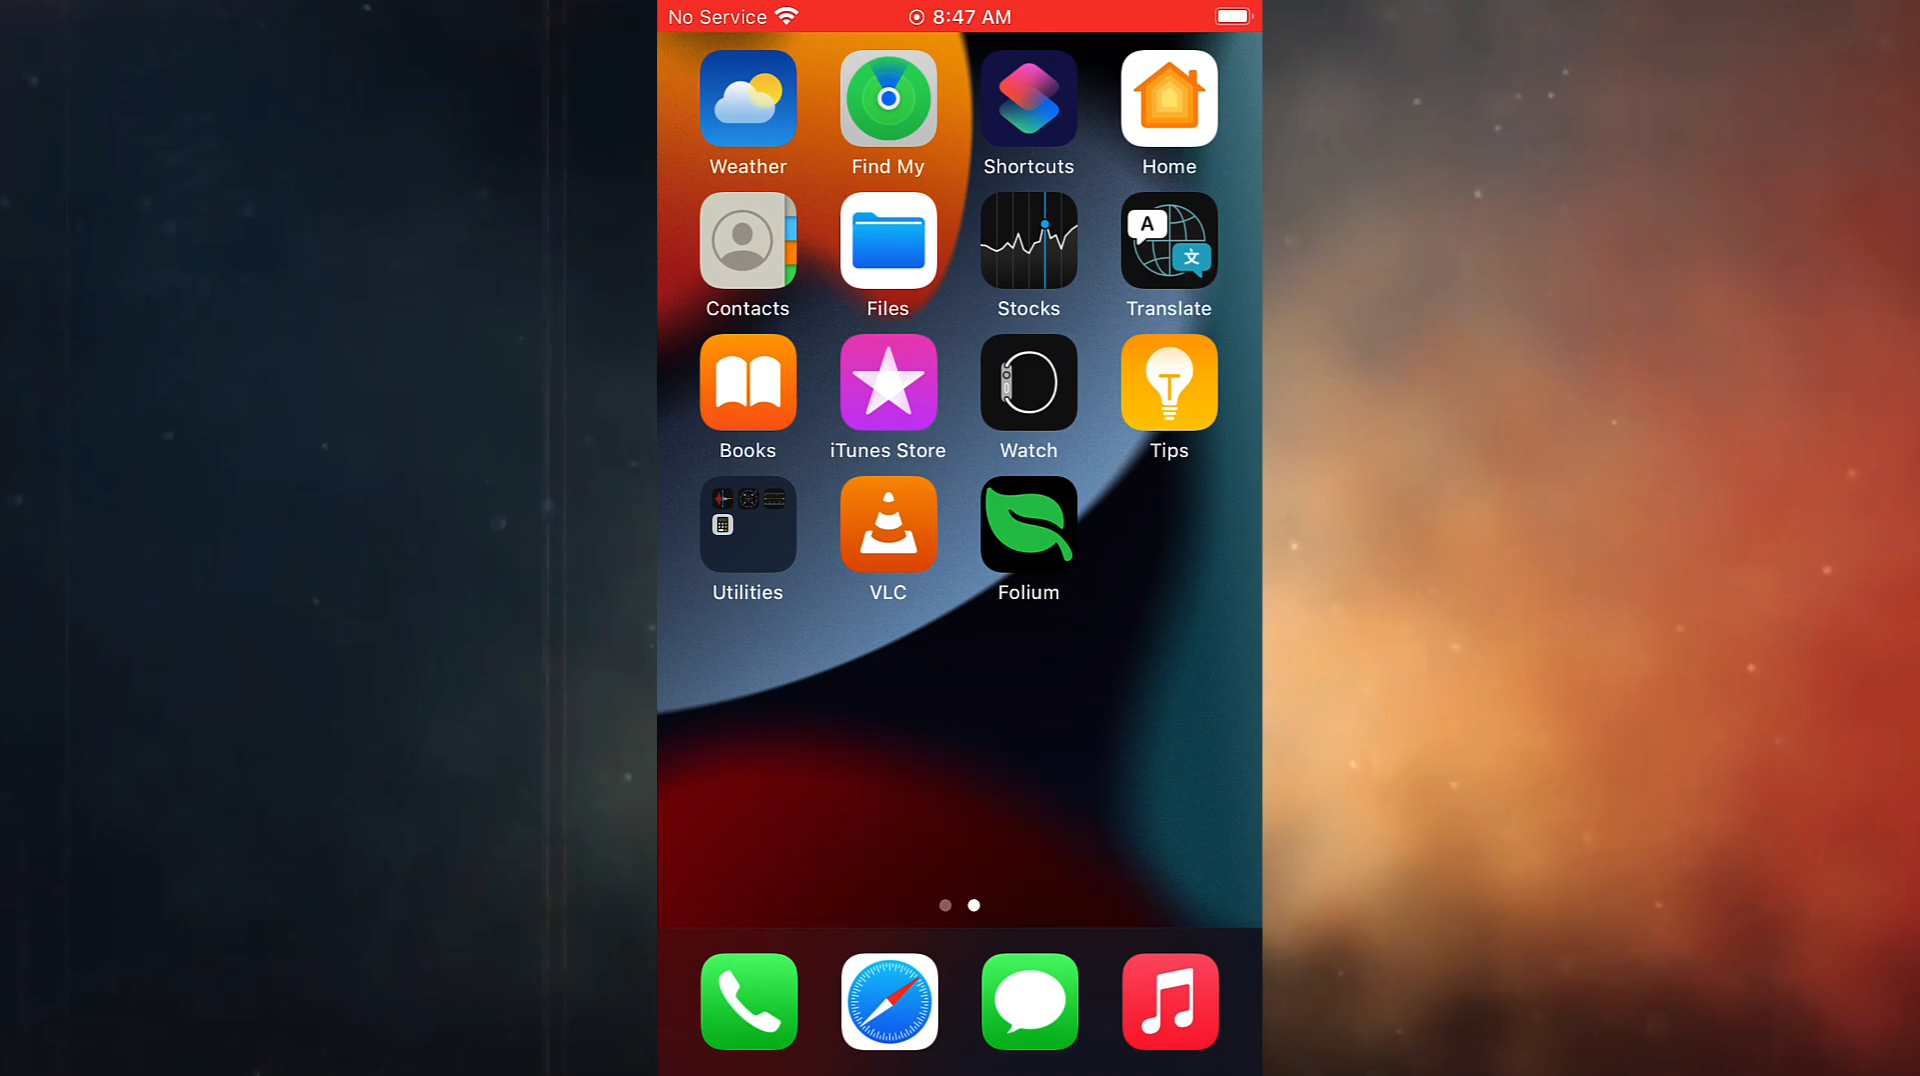 No Service 8:47 AM
Weather Find My Shortcuts Home
A 文
Contacts Files Stocks Translate
Books iTunes Store Watch Tips
Utilities VLC Folium